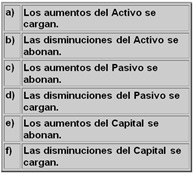 a) Los aumentos del Activo se
cargan.
b) Las disminuciones del Activo se
abonan.
c) Los aumentos del Pasivo se
cargan.
d) Las disminuciones del Pasivo se
cargan.
e) Los aumentos del Capital se
abonan.
f) Las disminuciones del Capital se
cargan.